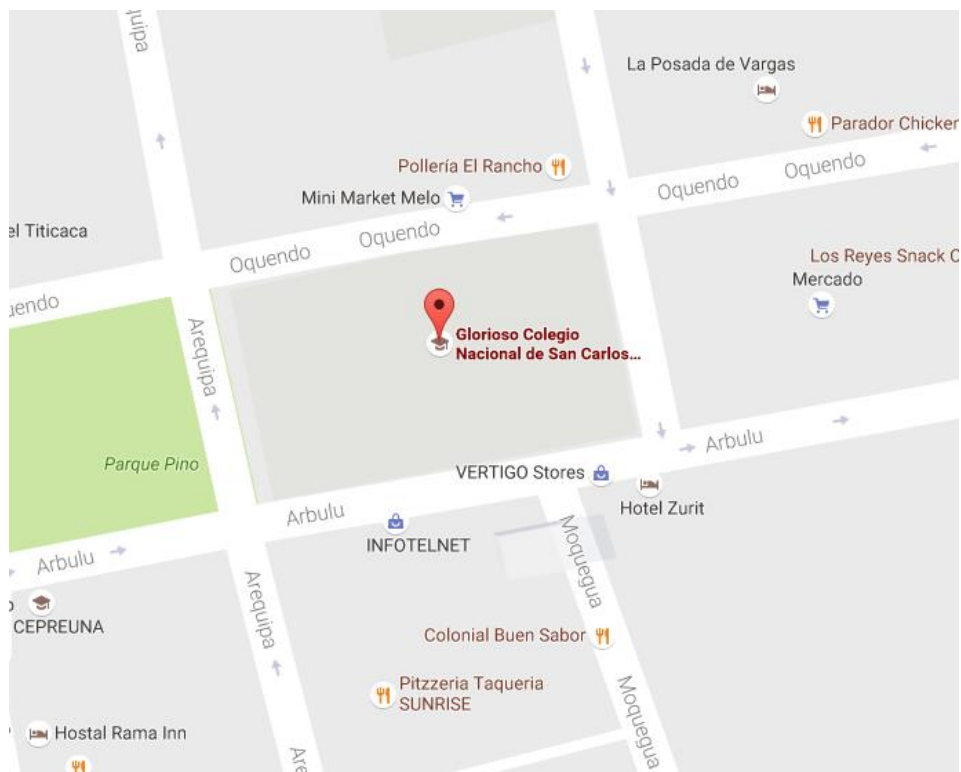 Arequipa
La Posada de Vargas
Parador Chicken
Pollería El Rancho
Oquendo
Oquendo
Mini Market Melo
Oquendo
el Titicaca
Oquendo
Los Reyes Snack C
Mercado
uendo
Arequipa
Glorioso Colegio
Nacional de San Carlos...
Arbulu
Parque Pino
VERTIGO Stores
Hotel Zurit
Arbulu
INFOTELNET
Moquegua
Arbulu
Arequipa
CEPREUNA
Colonial Buen Sabor
Pitzzeria Taqueria
SUNRISE
Moquegua
Hostal Rama Inn
Are